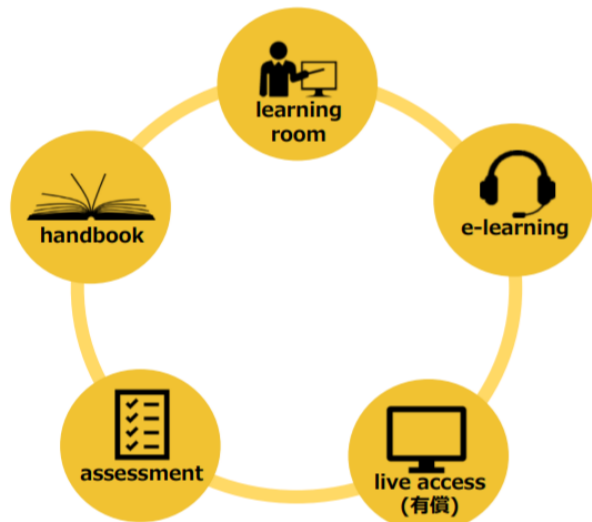 learning
room
e-learning
live access
(有償)
assessment
handbook